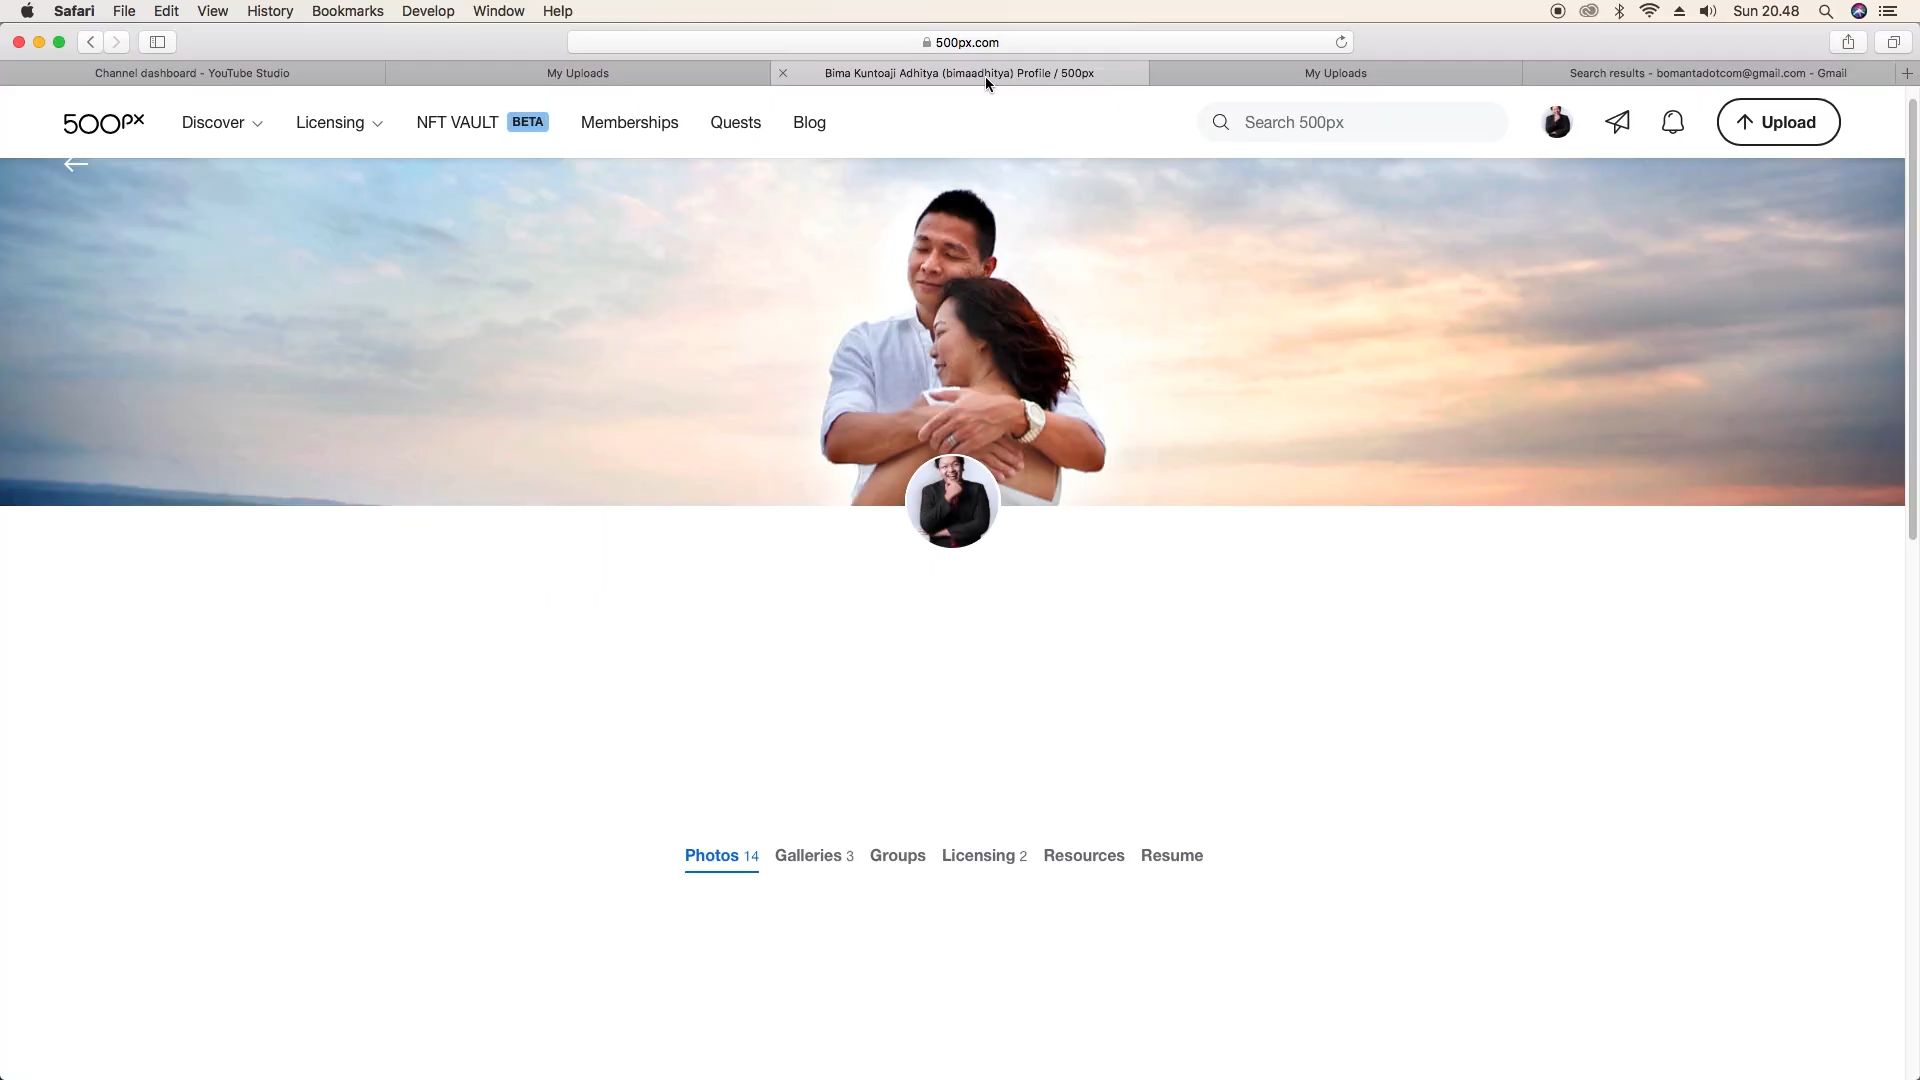 Safari File Edit View History Bookmarks Develop Window Help Sun 20.48
500px.com
Channel dashboard - YouTube Studio My Uploads Bima Kuntoaji Adhitya (bimaadhitya) Profile / 500px My Uploads Search results - bomantadotcom@gmail.com - Gmail
500px Discover Licensing NFT VAULT BETA Memberships Quests Blog Search 500px Upload
Photos 14 Galleries 3 Groups Licensing 2 Resources Resume